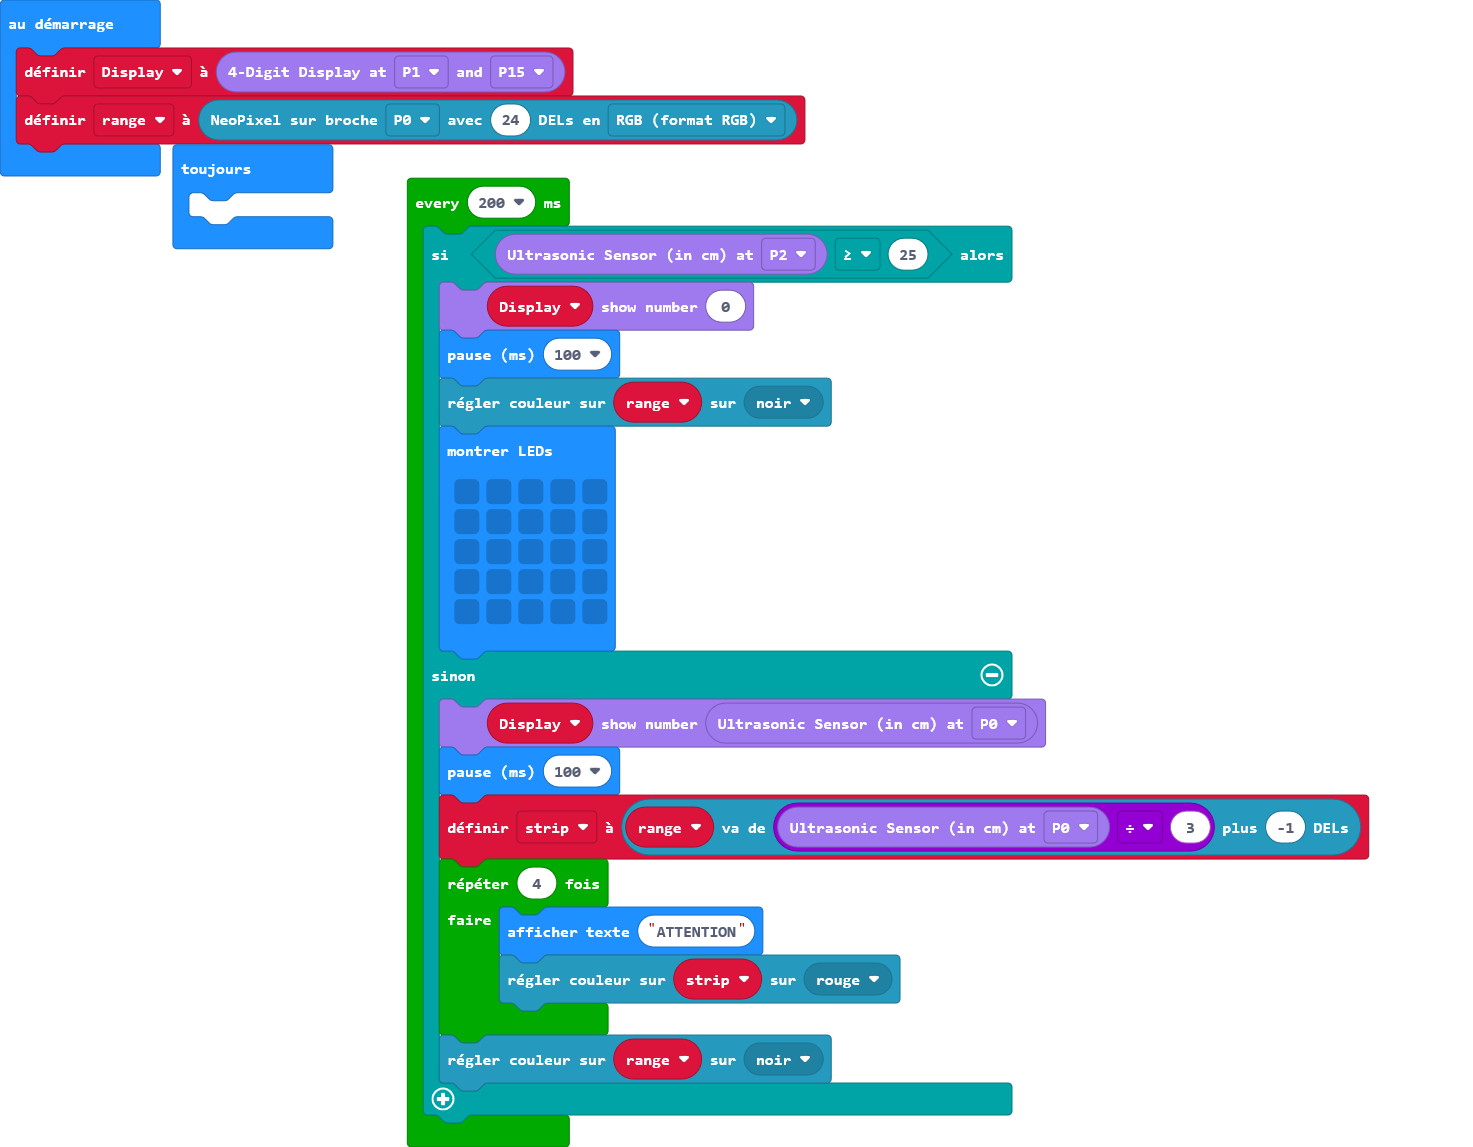 au démarrage
définir Display à 4-Digit Display at P1 and P15
définir range à NeoPixel sur broche P0 avec 24 DELs en RGB (format RGB)
toujours
every 200 ms
si Ultrasonic Sensor (in cm) at P2 ≥ 25 alors
Display show number 0
pause (ms) 100
régler couleur sur range sur noir
montrer LEDs
sinon
Display show number Ultrasonic Sensor (in cm) at P0
pause (ms) 100
définir strip à range va de Ultrasonic Sensor (in cm) at P0 ÷ 3 plus -1 DELs
répéter 4 fois
faire
afficher texte "ATTENTION"
régler couleur sur strip sur rouge
régler couleur sur range sur noir